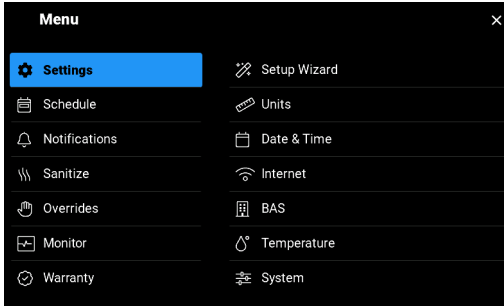 Menu
Settings
Schedule
Notifications
Sanitize
Overrides
Monitor
Warranty
Setup Wizard
Units
Date & Time
Internet
BAS
Temperature
System